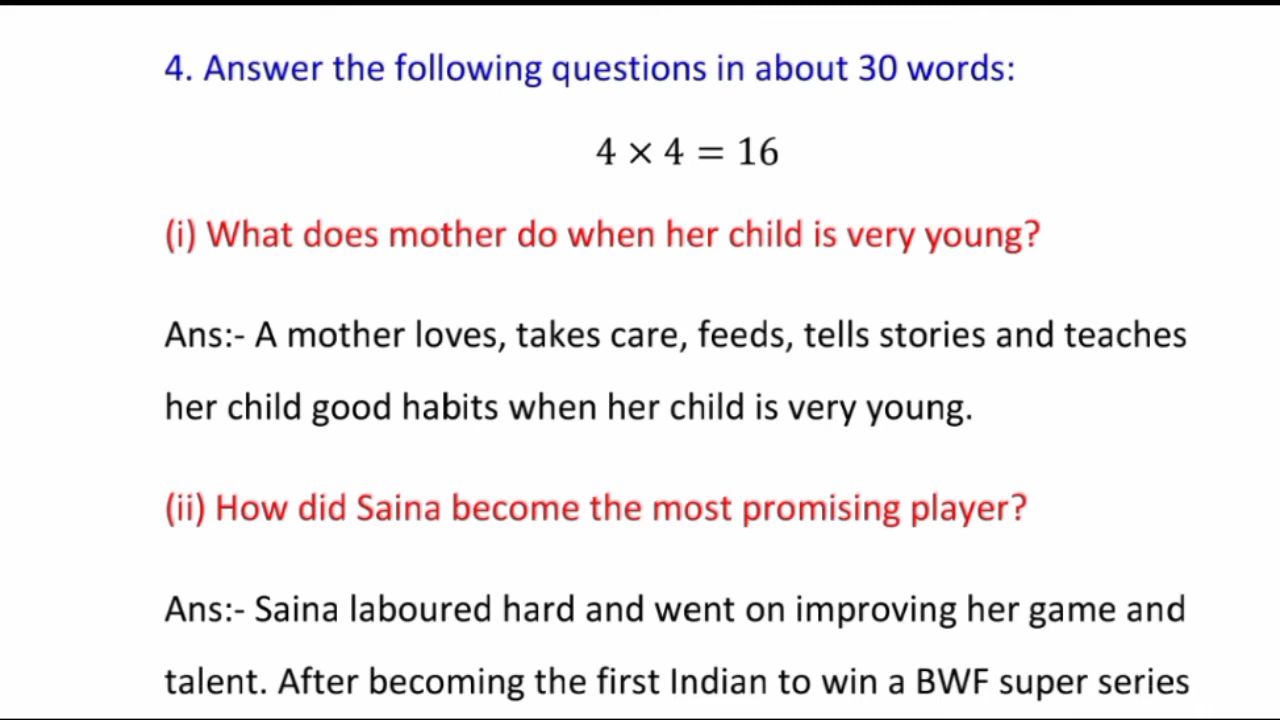 4. Answer the following questions in about 30 words:
4 × 4 = 16
(i) What does mother do when her child is very young?
Ans:- A mother loves, takes care, feeds, tells stories and teaches
her child good habits when her child is very young.
(ii) How did Saina become the most promising player?
Ans:- Saina laboured hard and went on improving her game and
talent. After becoming the first Indian to win a BWF super series